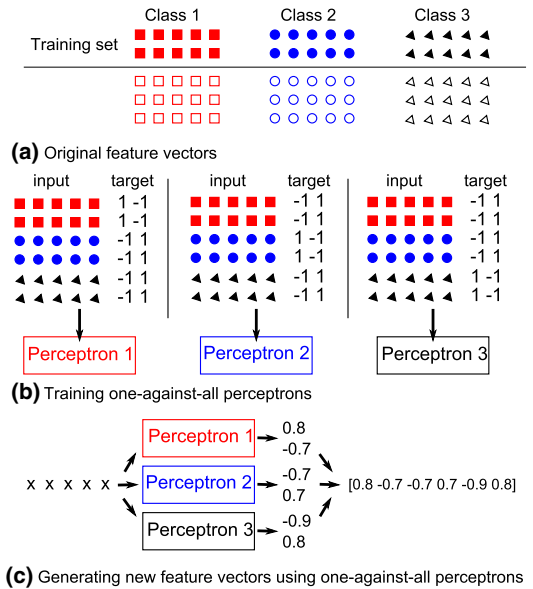 Class 1 Class 2 Class 3
Training set
(a) Original feature vectors
input target input target input target
1 -1 -1 1 -1 1
1 -1 -1 1 -1 1
-1 1 1 -1 -1 1
-1 1 1 -1 -1 1
-1 1 -1 1 1 -1
-1 1 -1 1 1 -1
Perceptron 1 Perceptron 2 Perceptron 3
(b) Training one-against-all perceptrons
Perceptron 1 0.8
-0.7
x x x x x Perceptron 2 -0.7 [0.8 -0.7 -0.7 0.7 -0.9 0.8]
0.7
Perceptron 3 -0.9
0.8
(c) Generating new feature vectors using one-against-all perceptrons